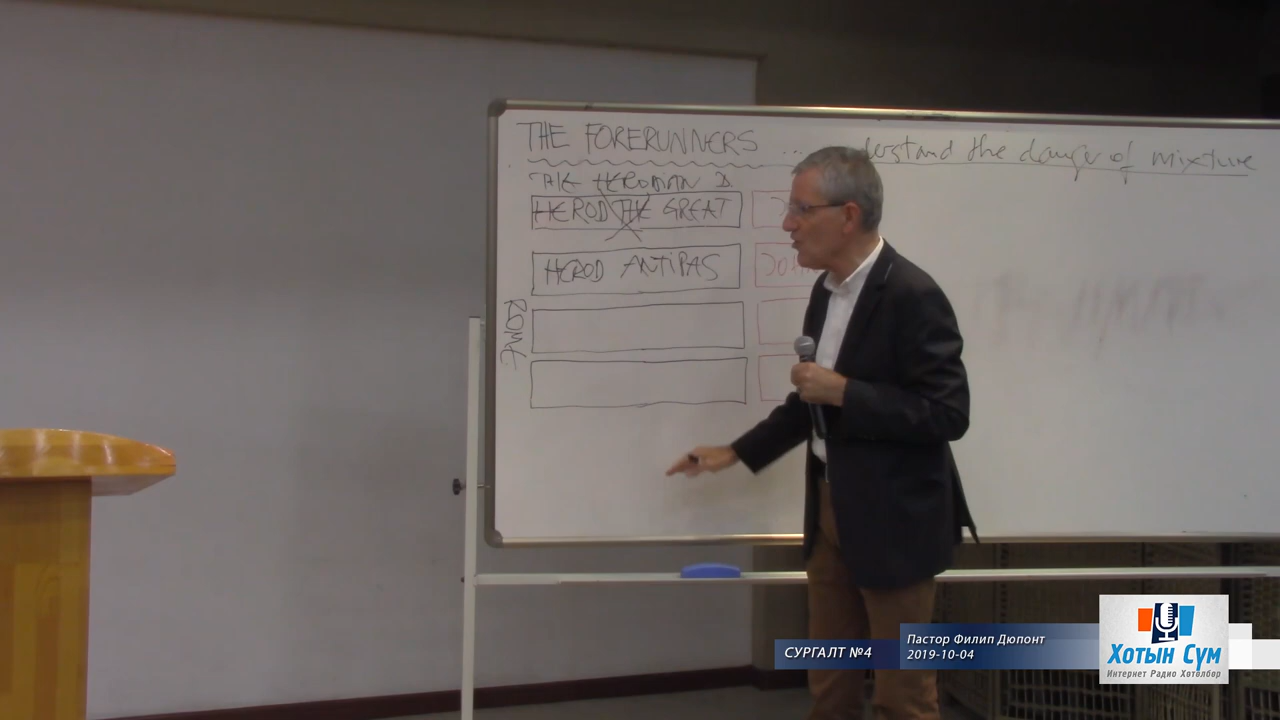 THE FORERUNNERS ... derstand the danger of mixture
THE HERODIAN D.
HEROD THE GREAT
HEROD ANTIPAS
JOH
ROME
СУРГАЛТ №4
Пастор Филип Дюпонт
2019-10-04
Хотын Сүм
Интернет Радио Хөтөлбөр